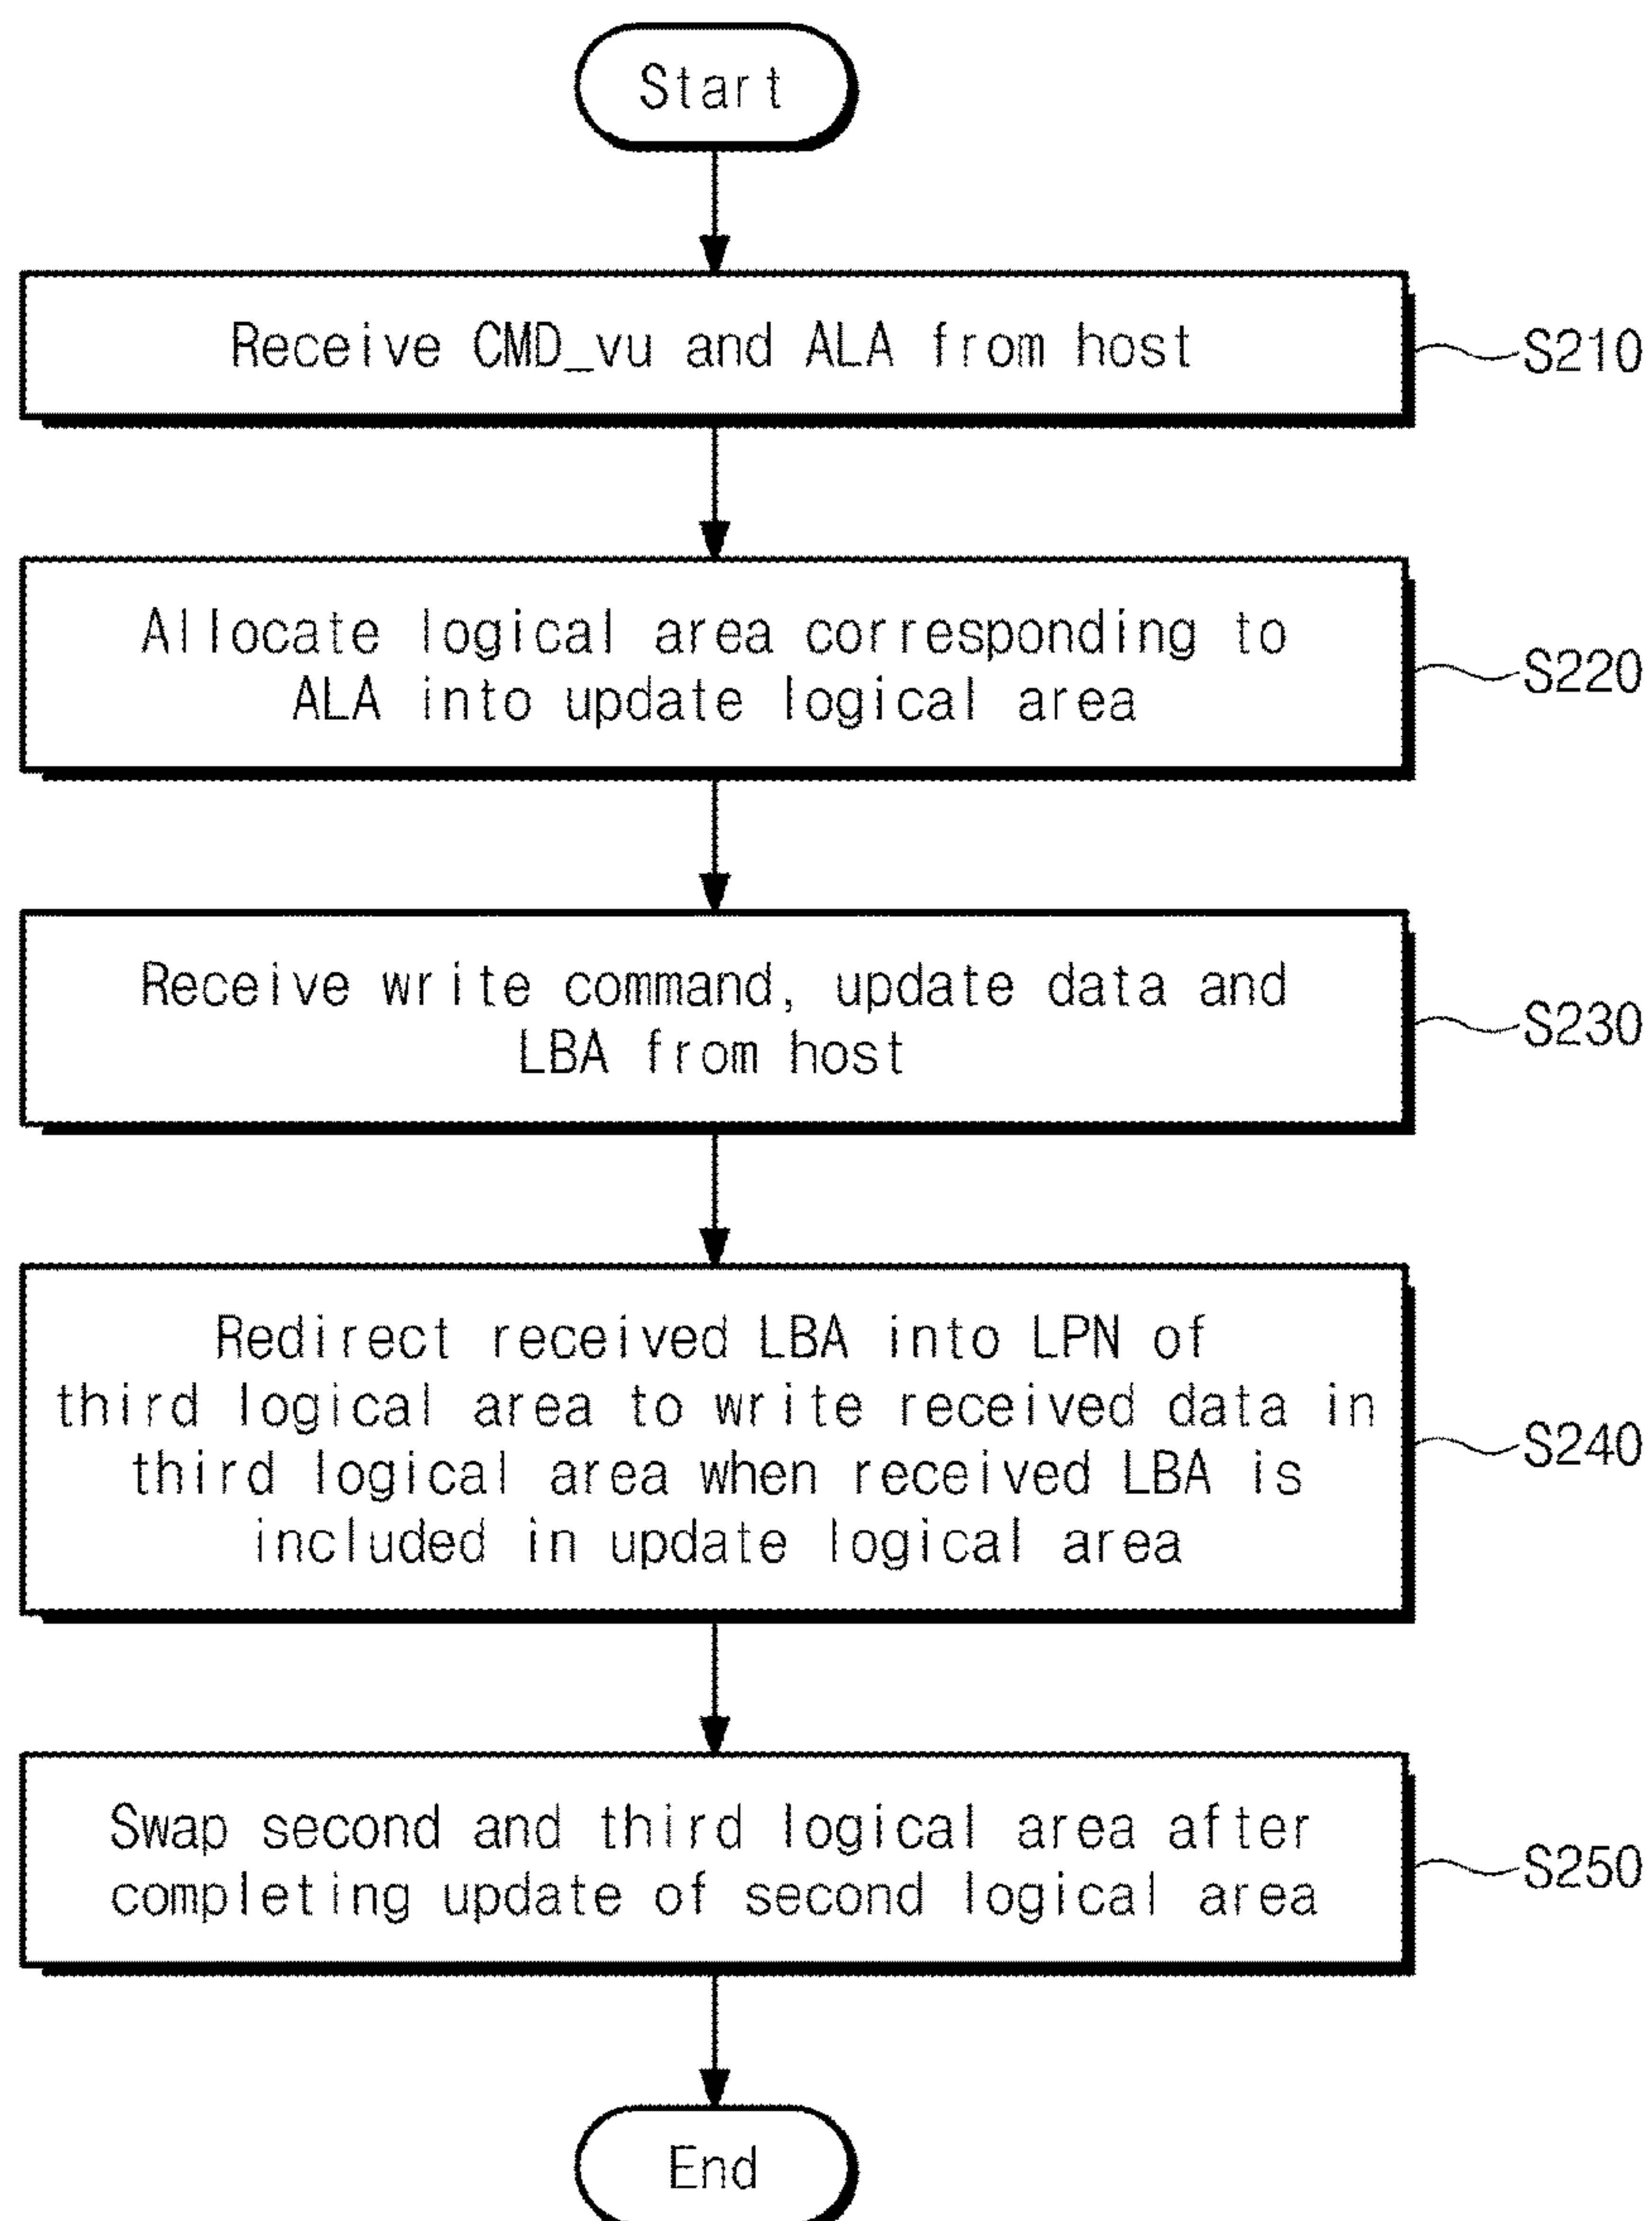 Start
Receive CMD_vu and ALA from host
S210
Allocate logical area corresponding to
ALA into update logical area
S220
Receive write command, update data and
LBA from host
S230
Redirect received LBA into LPN of
third logical area to write received data in
third logical area when received LBA is
included in update logical area
S240
Swap second and third logical area after
completing update of second logical area
S250
End